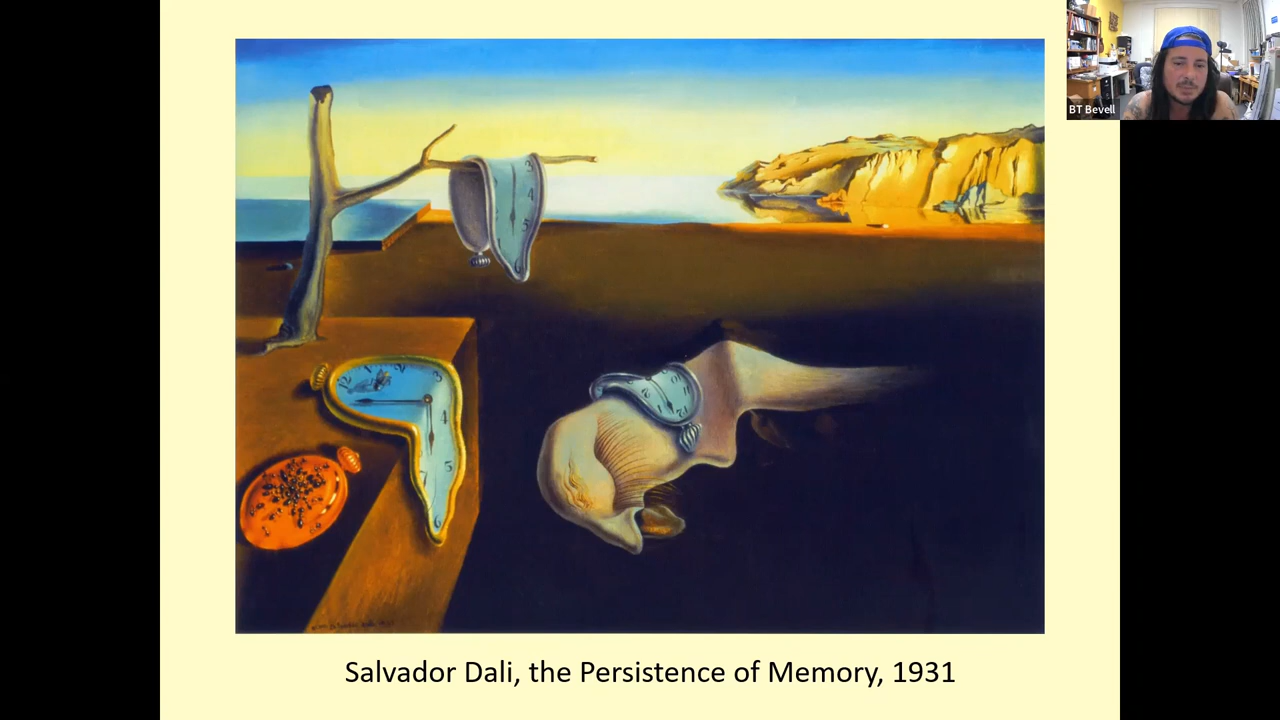 BT Bevell
Salvador Dali, the Persistence of Memory, 1931